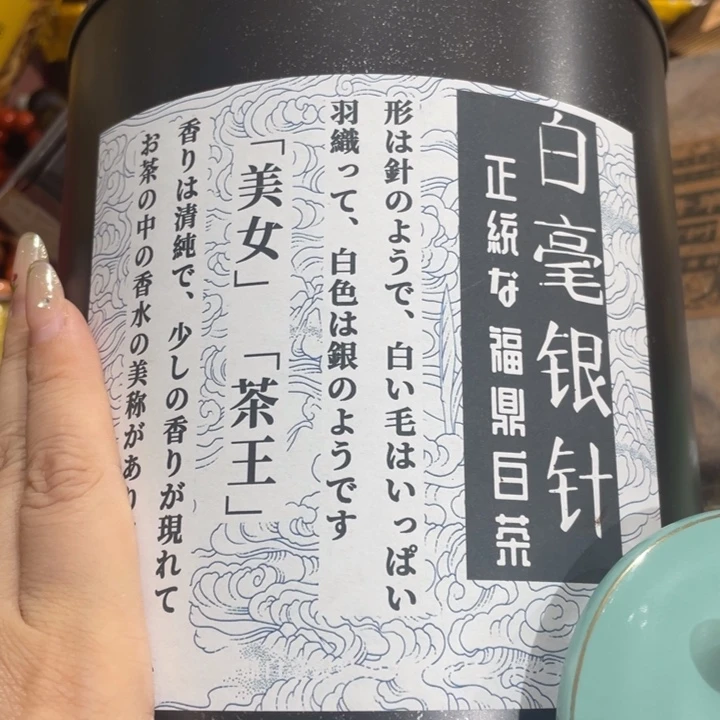 白毫银针
正統な福鼎白茶
形は針のようで、白い毛はいっぱい
羽織って、白色は銀のようです
「美女」「茶王」
香りは清純で、少しの香りが現れて
お茶の中の香水の美称があり